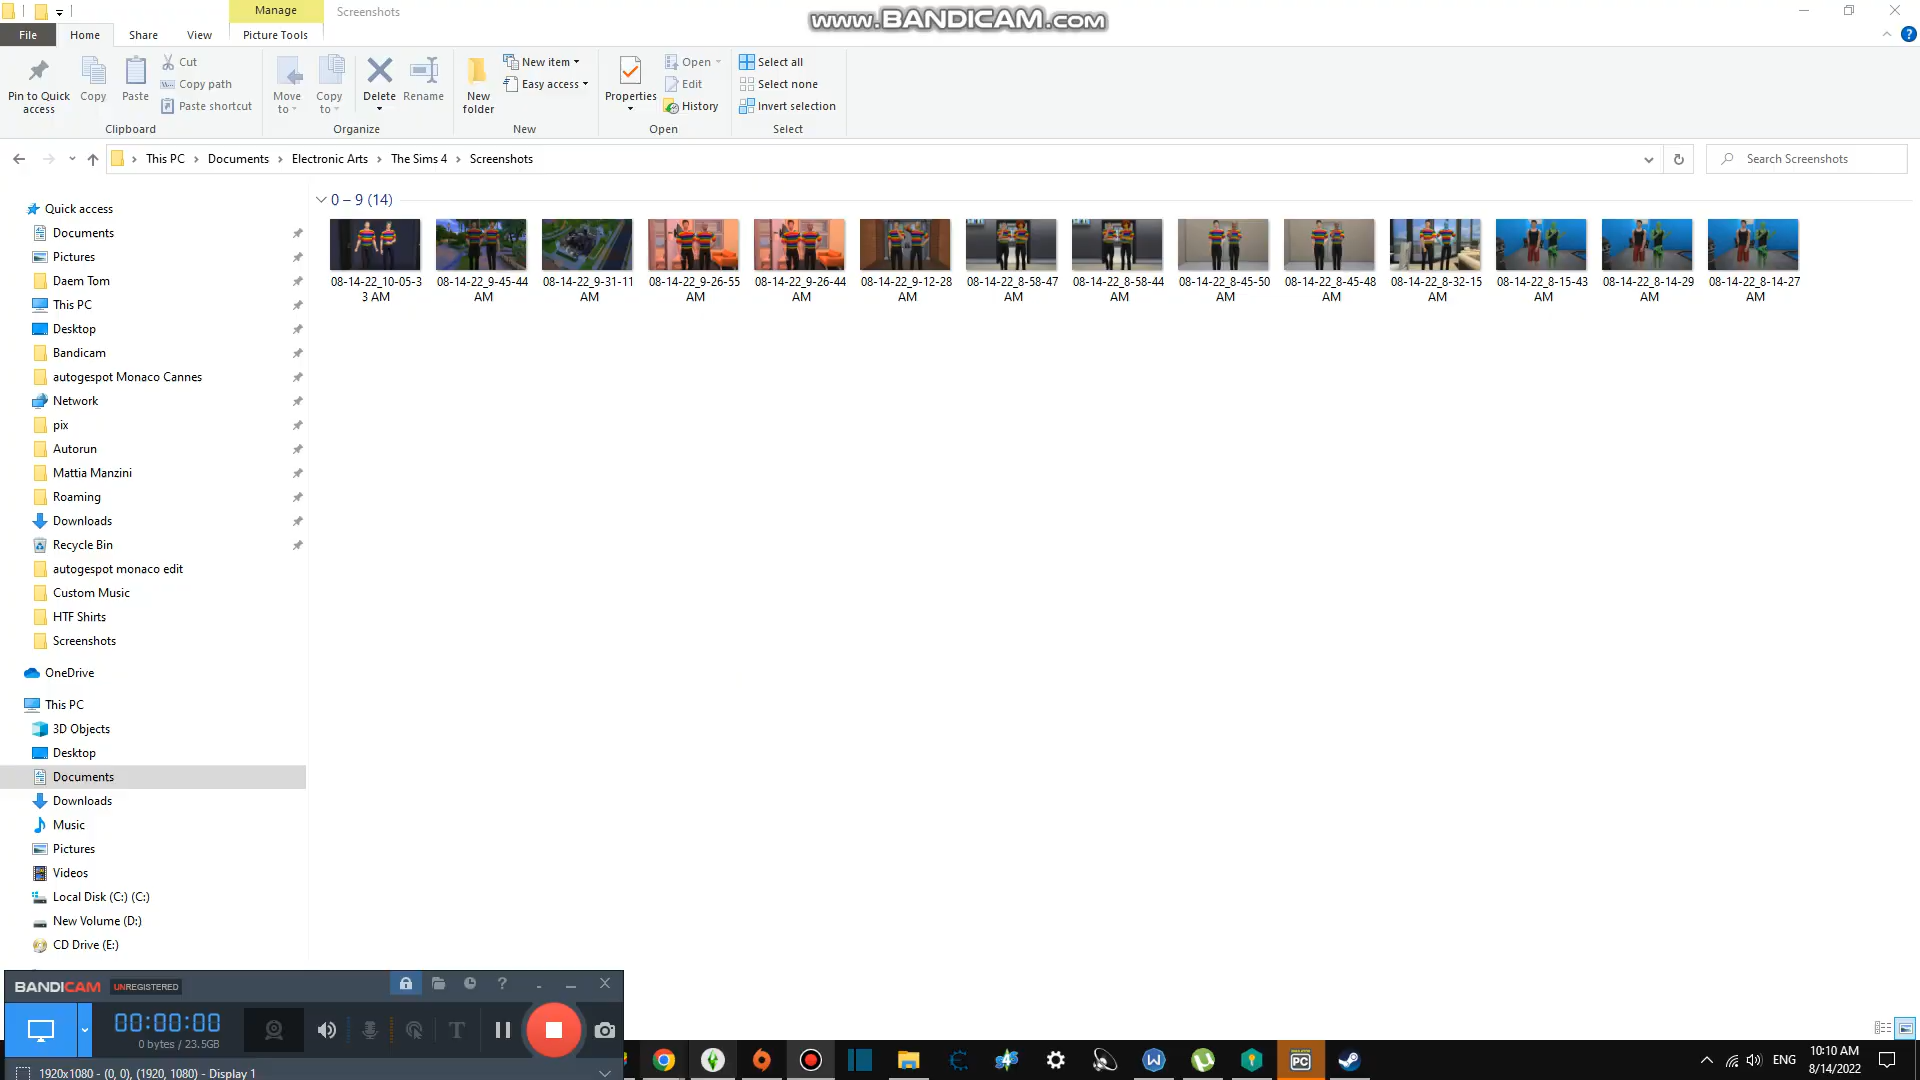 Manage
Screenshots
www.BANDICAM.com
File
Home
Share
View
Picture Tools
Pin to Quick access
Copy
Paste
Cut
Copy path
Paste shortcut
Clipboard
Move to
Copy to
Delete
Rename
Organize
New folder
New item
Easy access
New
Properties
Open
Edit
History
Open
Select all
Select none
Invert selection
Select
This PC
Documents
Electronic Arts
The Sims 4
Screenshots
Search Screenshots
0 – 9 (14)
08-14-22_10-05-33 AM
08-14-22_9-45-44 AM
08-14-22_9-31-11 AM
08-14-22_9-26-55 AM
08-14-22_9-26-44 AM
08-14-22_9-12-28 AM
08-14-22_8-58-47 AM
08-14-22_8-58-44 AM
08-14-22_8-45-50 AM
08-14-22_8-45-48 AM
08-14-22_8-32-15 AM
08-14-22_8-15-43 AM
08-14-22_8-14-29 AM
08-14-22_8-14-27 AM
Quick access
Documents
Pictures
Daem Tom
This PC
Desktop
Bandicam
autogespot Monaco Cannes
Network
pix
Autorun
Mattia Manzini
Roaming
Downloads
Recycle Bin
autogespot monaco edit
Custom Music
HTF Shirts
Screenshots
OneDrive
This PC
3D Objects
Desktop
Documents
Downloads
Music
Pictures
Videos
Local Disk (C:) (C:)
New Volume (D:)
CD Drive (E:)
BANDICAM UNREGISTERED
00:00:00
0 bytes / 23.5GB
1920x1080 - (0, 0), (1920, 1080) - Display 1
PC
ENG
10:10 AM
8/14/2022